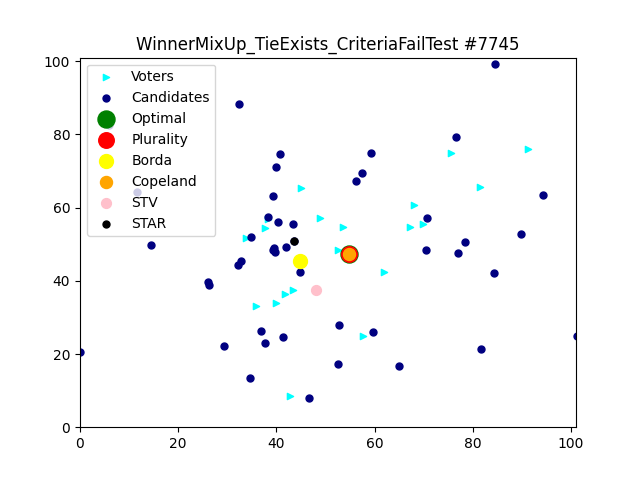 WinnerMixUp_TieExists_CriteriaFailTest #7745
100
80
60
40
20
0
0 20 40 60 80 100
Voters
Candidates
Optimal
Plurality
Borda
Copeland
STV
STAR